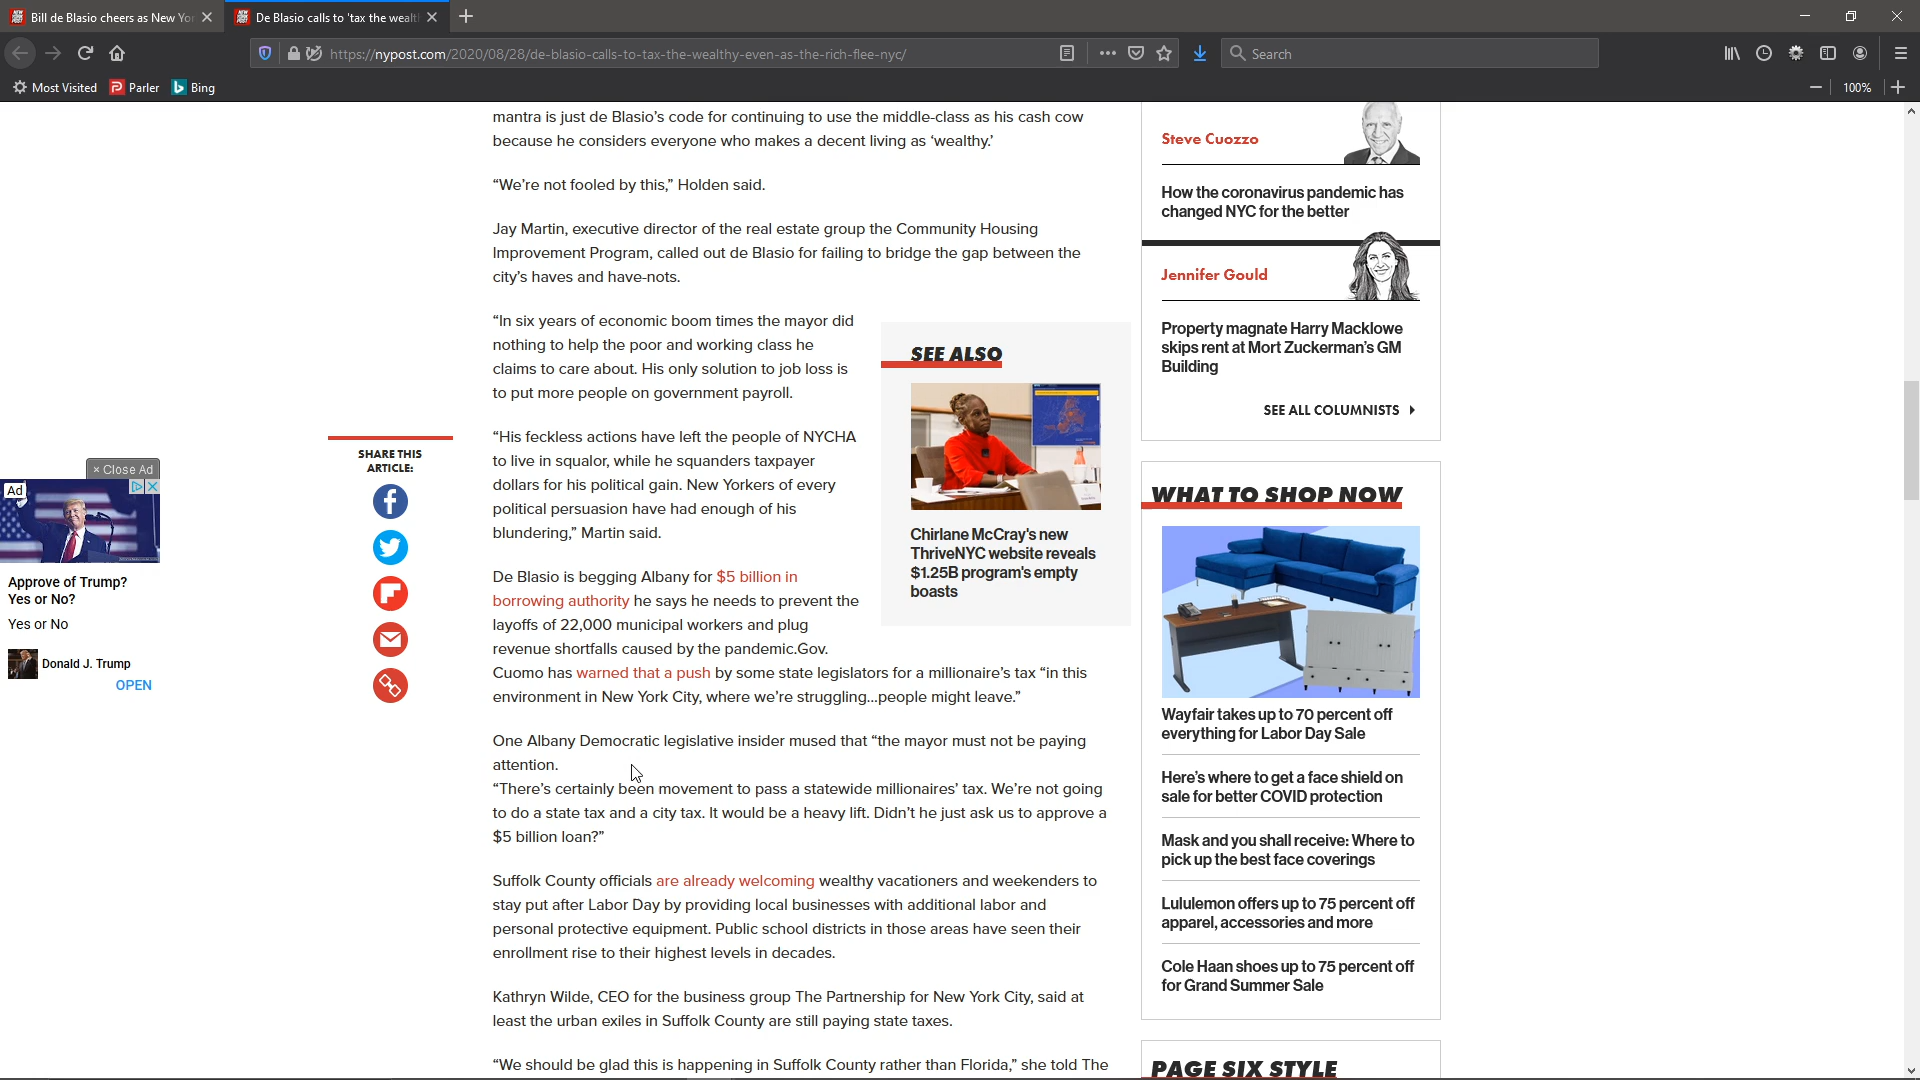 Bill de Blasio cheers as New Yor
De Blasio calls to 'tax the wealt
https://nypost.com/2020/08/28/de-blasio-calls-to-tax-the-wealthy-even-as-the-rich-flee-nyc/
Search
Most Visited
Parler
Bing
100%
mantra is just de Blasio’s code for continuing to use the middle-class as his cash cow
because he considers everyone who makes a decent living as ‘wealthy.’
“We’re not fooled by this,” Holden said.
Jay Martin, executive director of the real estate group the Community Housing
Improvement Program, called out de Blasio for failing to bridge the gap between the
city’s haves and have-nots.
“In six years of economic boom times the mayor did
nothing to help the poor and working class he
claims to care about. His only solution to job loss is
to put more people on government payroll.
“His feckless actions have left the people of NYCHA
to live in squalor, while he squanders taxpayer
dollars for his political gain. New Yorkers of every
political persuasion have had enough of his
blundering,” Martin said.
De Blasio is begging Albany for $5 billion in
borrowing authority he says he needs to prevent the
layoffs of 22,000 municipal workers and plug
revenue shortfalls caused by the pandemic.Gov.
Cuomo has warned that a push by some state legislators for a millionaire’s tax “in this
environment in New York City, where we’re struggling...people might leave.”
One Albany Democratic legislative insider mused that “the mayor must not be paying
attention.
“There’s certainly been movement to pass a statewide millionaires’ tax. We’re not going
to do a state tax and a city tax. It would be a heavy lift. Didn’t he just ask us to approve a
$5 billion loan?”
Suffolk County officials are already welcoming wealthy vacationers and weekenders to
stay put after Labor Day by providing local businesses with additional labor and
personal protective equipment. Public school districts in those areas have seen their
enrollment rise to their highest levels in decades.
Kathryn Wilde, CEO for the business group The Partnership for New York City, said at
least the urban exiles in Suffolk County are still paying state taxes.
“We should be glad this is happening in Suffolk County rather than Florida,” she told The
SEE ALSO
Chirlane McCray's new
ThriveNYC website reveals
$1.25B program's empty
boasts
SHARE THIS
ARTICLE:
× Close Ad
Ad
Approve of Trump?
Yes or No?
Yes or No
Donald J. Trump
OPEN
Steve Cuozzo
How the coronavirus pandemic has
changed NYC for the better
Jennifer Gould
Property magnate Harry Macklowe
skips rent at Mort Zuckerman's GM
Building
SEE ALL COLUMNISTS
WHAT TO SHOP NOW
Wayfair takes up to 70 percent off
everything for Labor Day Sale
Here's where to get a face shield on
sale for better COVID protection
Mask and you shall receive: Where to
pick up the best face coverings
Lululemon offers up to 75 percent off
apparel, accessories and more
Cole Haan shoes up to 75 percent off
for Grand Summer Sale
PAGE SIX STYLE